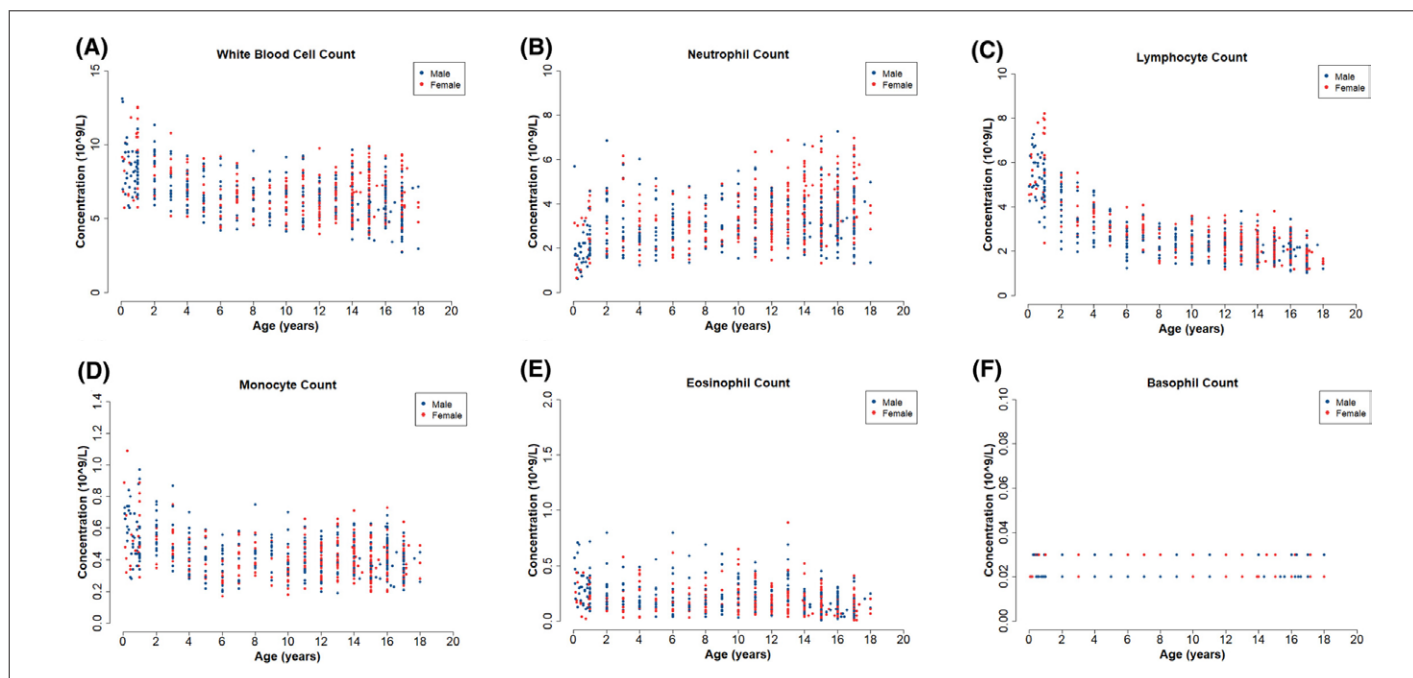 (A)
White Blood Cell Count
Male
Female
Concentration (10^9/L)
15
10
5
0
0 2 4 6 8 10 12 14 16 18 20
Age (years)
(B)
Neutrophil Count
Male
Female
Concentration (10^9/L)
10
8
6
4
2
0
0 2 4 6 8 10 12 14 16 18 20
Age (years)
(C)
Lymphocyte Count
Male
Female
Concentration (10^9/L)
10
8
6
4
2
0
0 2 4 6 8 10 12 14 16 18 20
Age (years)
(D)
Monocyte Count
Male
Female
Concentration (10^9/L)
1.4
1.2
1.0
0.8
0.6
0.4
0.2
0.0
0 2 4 6 8 10 12 14 16 18 20
Age (years)
(E)
Eosinophil Count
Male
Female
Concentration (10^9/L)
2.0
1.5
1.0
0.5
0.0
0 2 4 6 8 10 12 14 16 18 20
Age (years)
(F)
Basophil Count
Male
Female
Concentration (10^9/L)
0.10
0.08
0.06
0.04
0.02
0.00
0 2 4 6 8 10 12 14 16 18 20
Age (years)